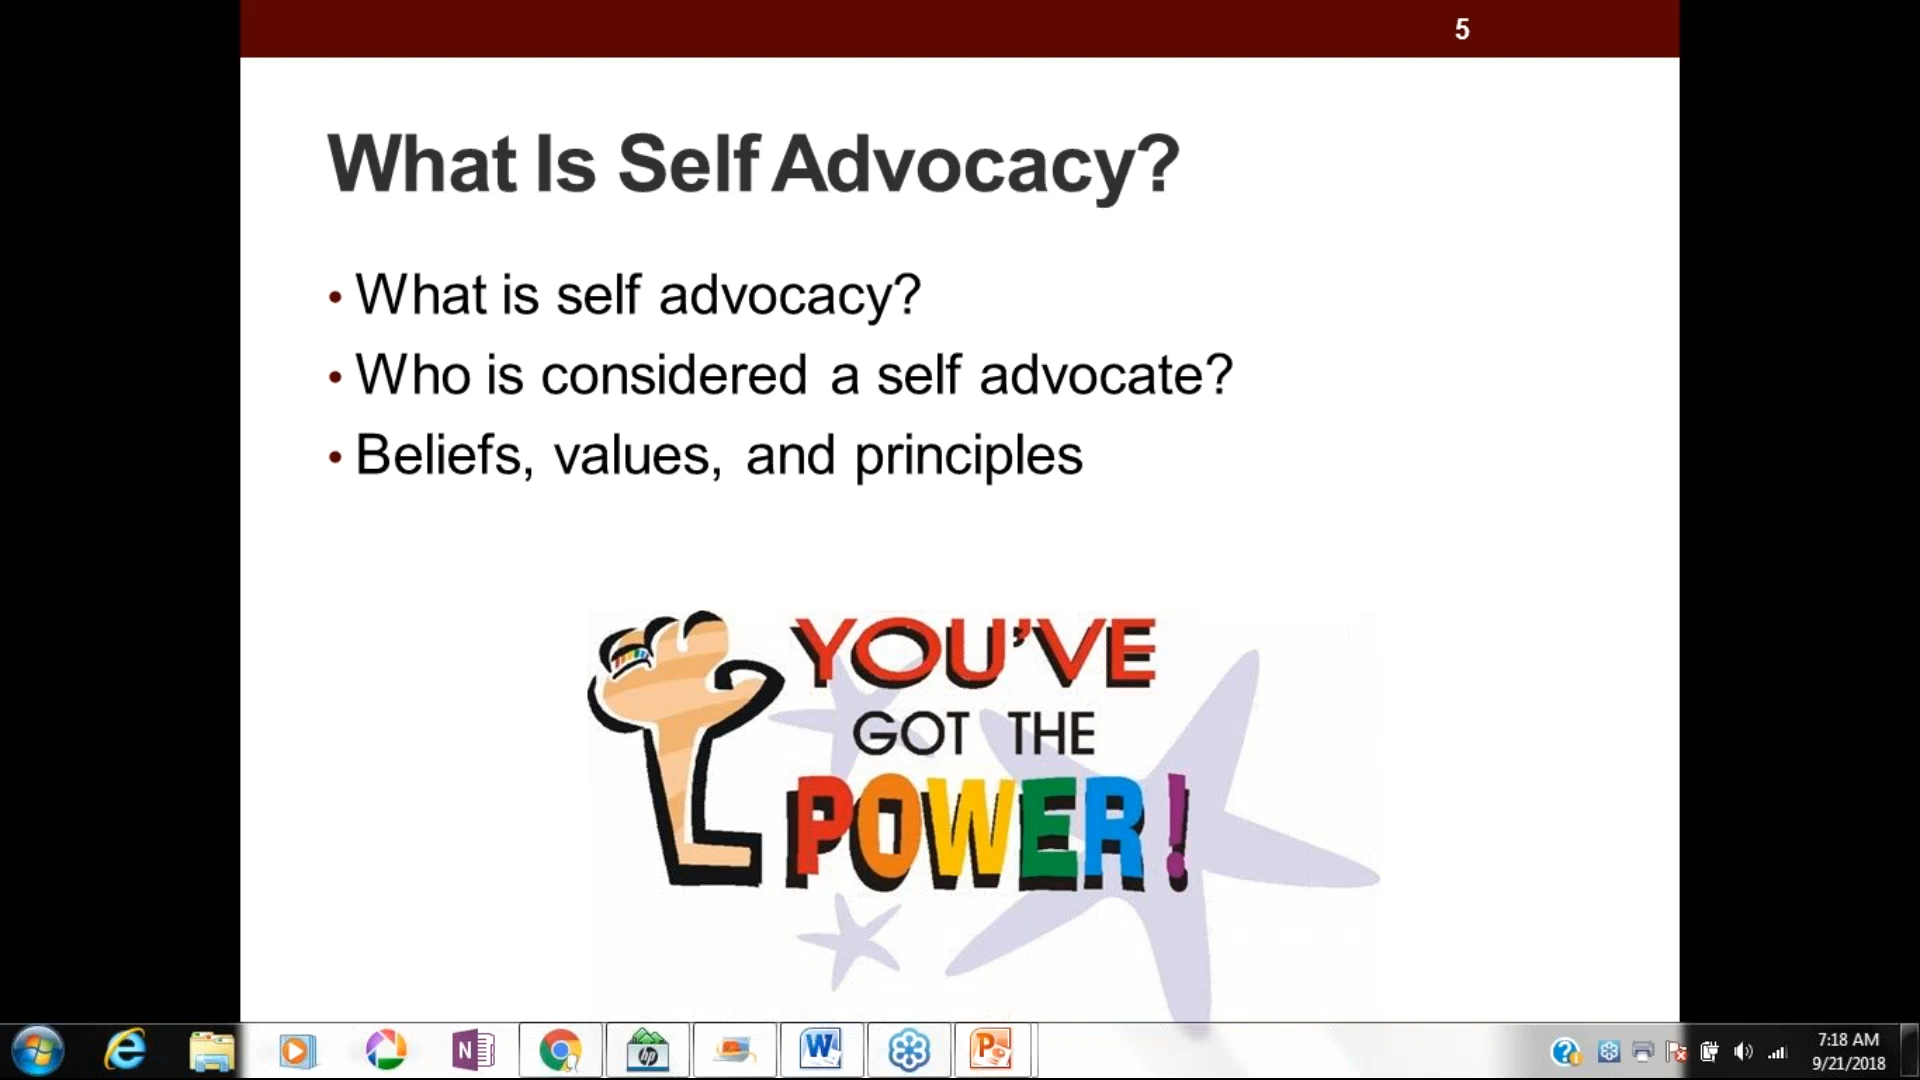 5
What Is Self Advocacy?
• What is self advocacy?
• Who is considered a self advocate?
• Beliefs, values, and principles
YOU'VE
GOT THE
POWER!
N
hp
W
P
7:18 AM
9/21/2018